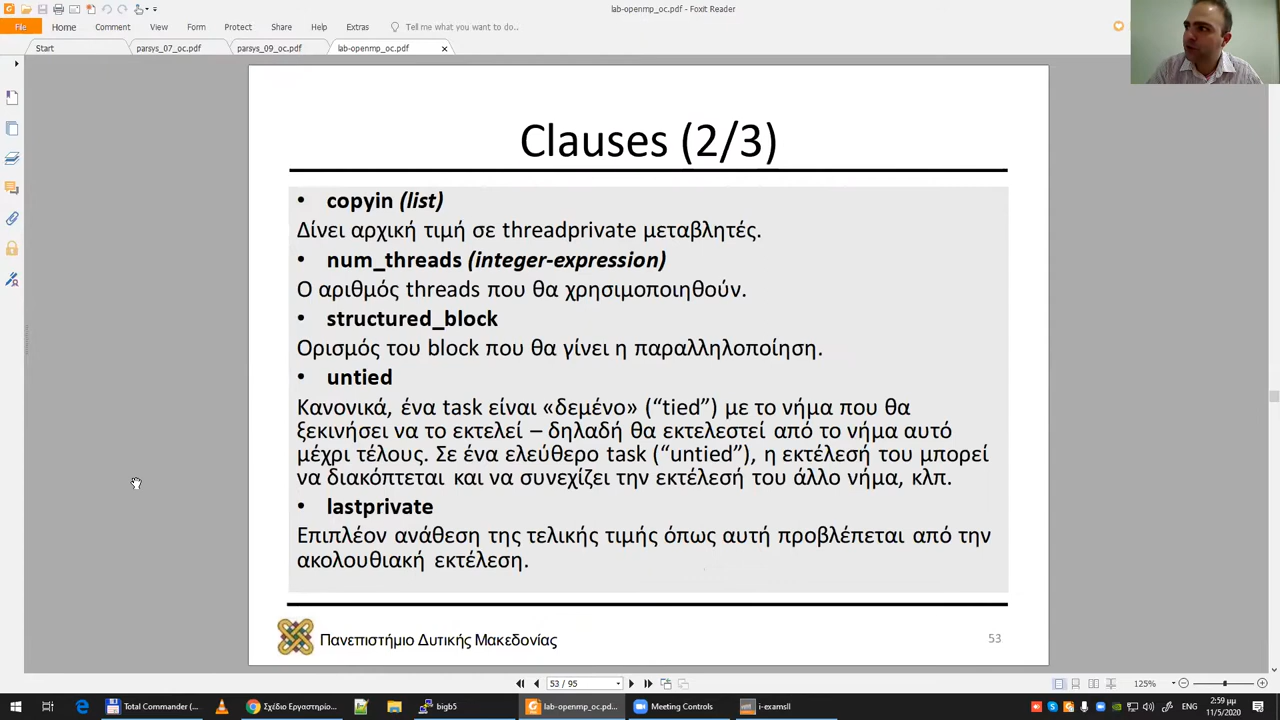 lab-openmp_oc.pdf - Foxit Reader
File Home Comment View Form Protect Share Help Extras Tell me what you want to do..
Start parsys_07_oc.pdf parsys_09_oc.pdf lab-openmp_oc.pdf
Clauses (2/3)
• copyin (list)
Δίνει αρχική τιμή σε threadprivate μεταβλητές.
• num_threads (integer-expression)
Ο αριθμός threads που θα χρησιμοποιηθούν.
• structured_block
Ορισμός του block που θα γίνει η παραλληλοποίηση.
• untied
Κανονικά, ένα task είναι «δεμένο» (“tied”) με το νήμα που θα
ξεκινήσει να το εκτελεί – δηλαδή θα εκτελεστεί από το νήμα αυτό
μέχρι τέλους. Σε ένα ελεύθερο task (“untied”), η εκτέλεσή του μπορεί
να διακόπτεται και να συνεχίζει την εκτέλεσή του άλλο νήμα, κλπ.
• lastprivate
Επιπλέον ανάθεση της τελικής τιμής όπως αυτή προβλέπεται από την
ακολουθιακή εκτέλεση.
Πανεπιστήμιο Δυτικής Μακεδονίας
53
53 / 95
125%
Total Commander (... Σχέδιο Εργαστηρίο... big5 lab-openmp_oc.pdf ... Meeting Controls i-examsll
2:59 μμ
11/5/2020